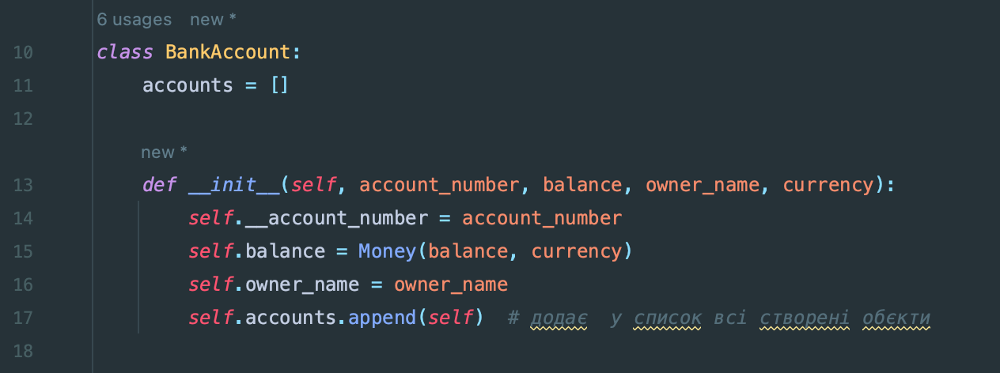 6 usages new *
10 class BankAccount:
11 accounts = []
12
new *
13 def __init__(self, account_number, balance, owner_name, currency):
14 self.__account_number = account_number
15 self.balance = Money(balance, currency)
16 self.owner_name = owner_name
17 self.accounts.append(self) # додає у список всі створені обєкти
18